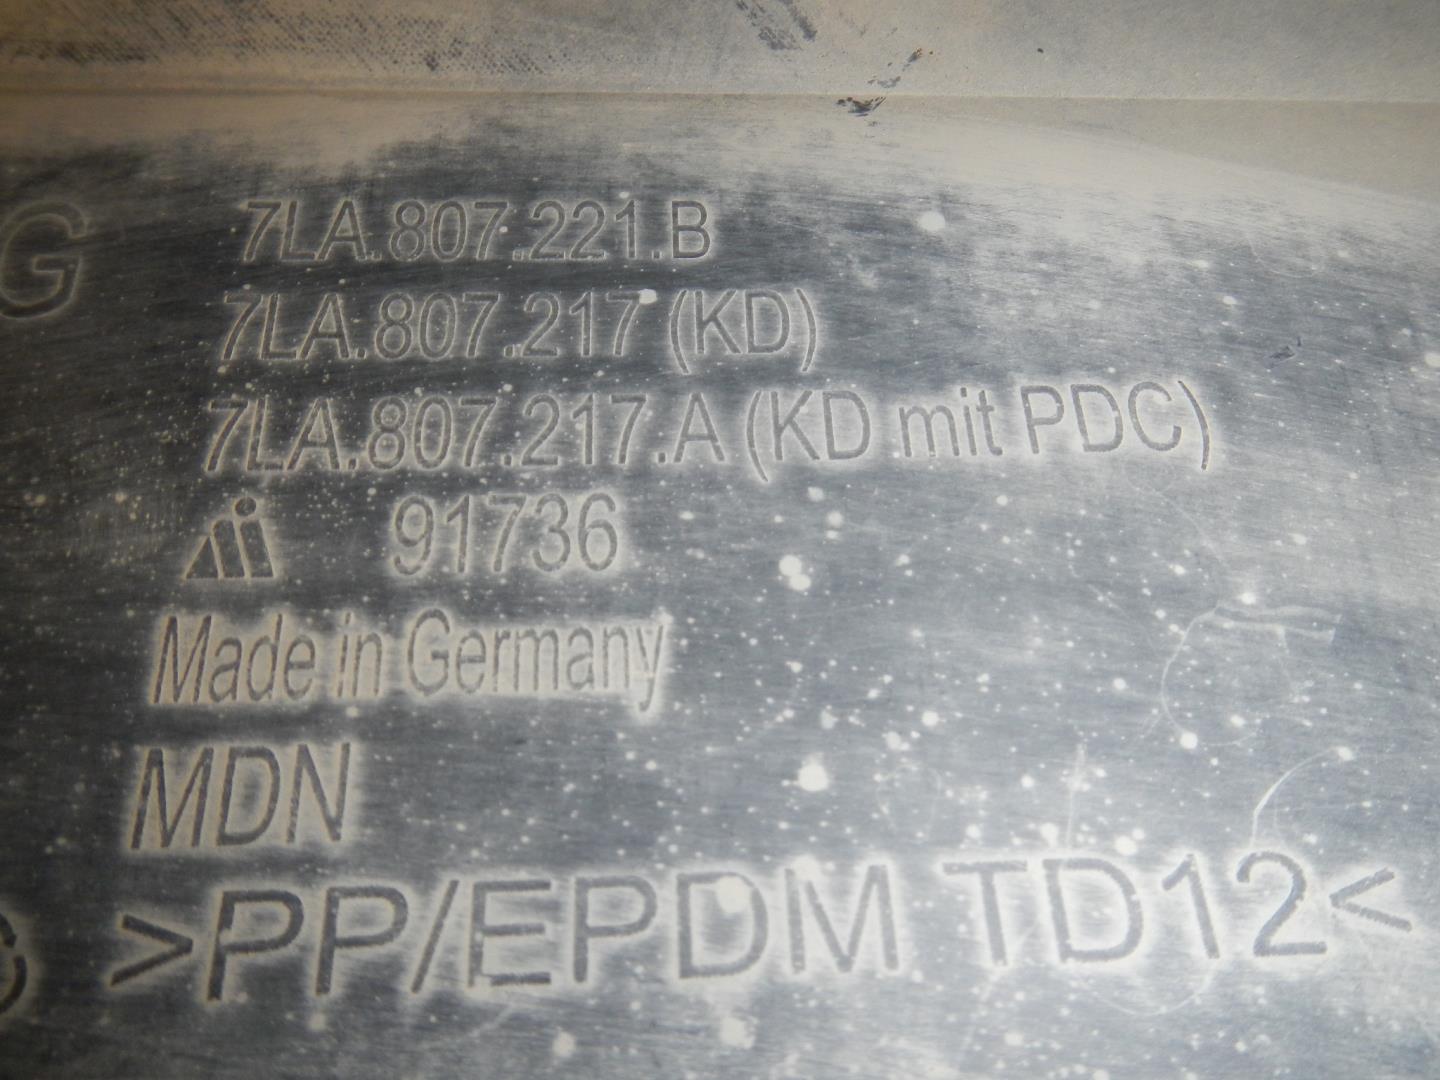 G
7LA.807.221.B
7LA.807.217 (KD)
7LA.807.217.A (KD mit PDC)
91736
Made in Germany
MDN
>PP/EPDM TD12<